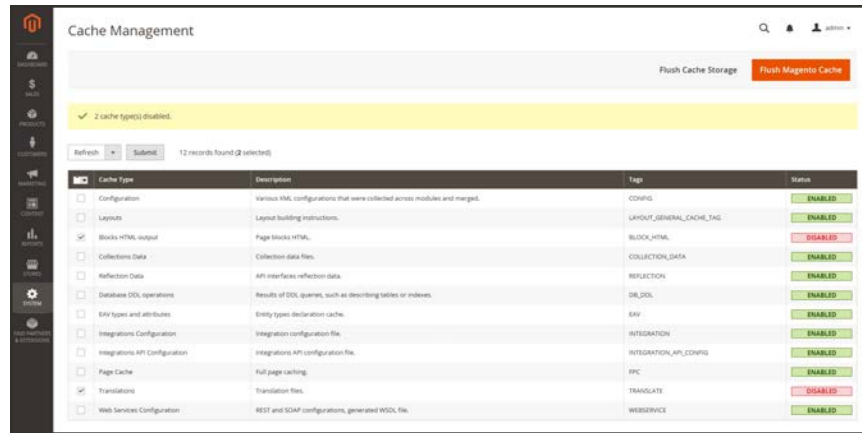 Cache Management
admin
Flush Cache Storage Flush Magento Cache
2 cache type(s) disabled.
Refresh Submit 12 records found (2 selected)
Cache Type Description Tags Status
Configuration Various XML configurations that were collected across modules and merged. CONFIG ENABLED
Layouts Layout building instructions. LAYOUT_GENERAL_CACHE_TAG ENABLED
Blocks HTML output Page blocks HTML. BLOCK_HTML DISABLED
Collections Data Collection data files. COLLECTION_DATA ENABLED
Reflection Data API interfaces reflection data. REFLECTION ENABLED
Database DDL operations Results of DDL queries, such as describing tables or indexes. DB_DDL ENABLED
EAV types and attributes Entity types declaration cache. EAV ENABLED
Integrations Configuration Integration configuration file. INTEGRATION ENABLED
Integrations API Configuration Integrations API configuration file. INTEGRATION_API_CONFIG ENABLED
Page Cache Full page caching. FPC ENABLED
Translations Translation files. TRANSLATE DISABLED
Web Services Configuration REST and SOAP configurations, generated WSDL file. WEBSERVICE ENABLED
DASHBOARD
SALES
PRODUCTS
CUSTOMERS
MARKETING
CONTENT
REPORTS
STORES
SYSTEM
FIND PARTNERS
& EXTENSIONS